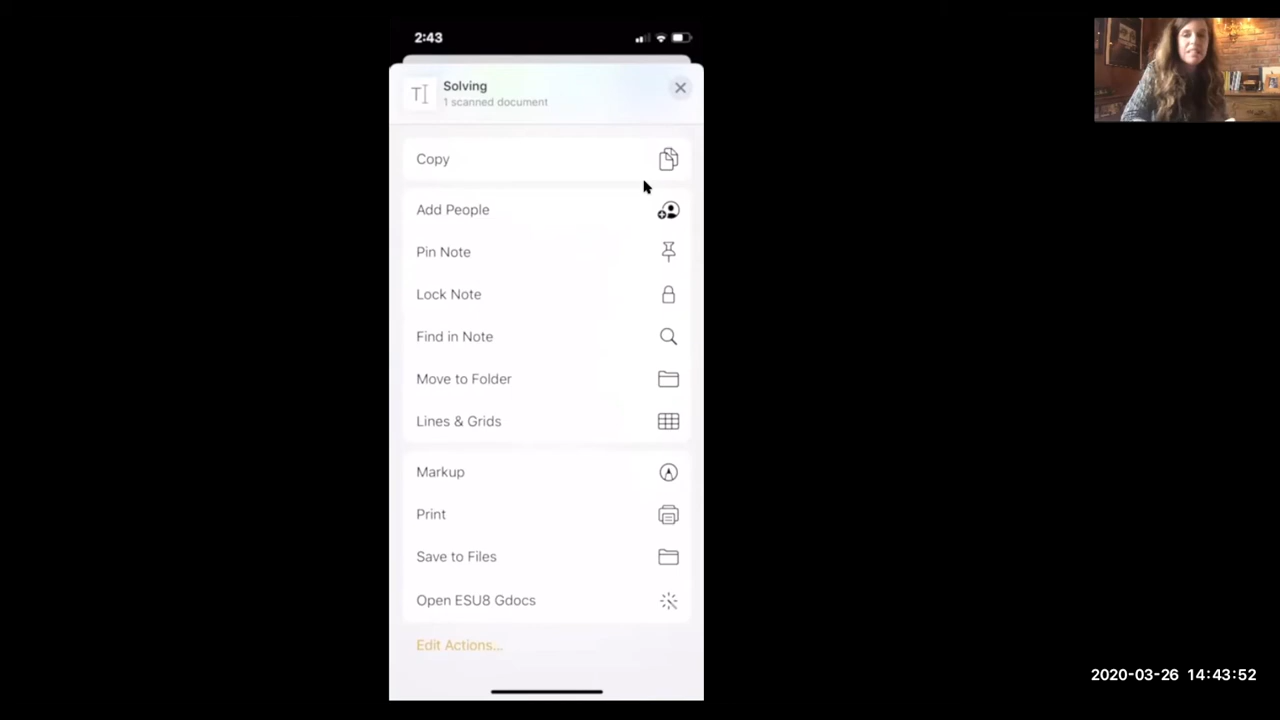 2:43
Solving
1 scanned document
Copy
Add People
Pin Note
Lock Note
Find in Note
Move to Folder
Lines & Grids
Markup
Print
Save to Files
Open ESU8 Gdocs
Edit Actions...
2020-03-26 14:43:52